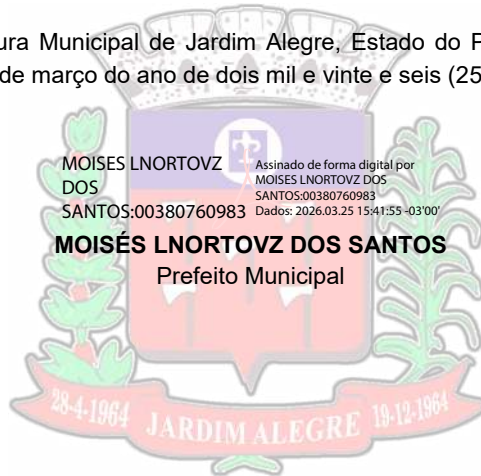 ura Municipal de Jardim Alegre, Estado do
de março do ano de dois mil e vinte e seis (25
MOISES LNORTOVZ
DOS
SANTOS:00380760983
Assinado de forma digital por
MOISES LNORTOVZ DOS
SANTOS:00380760983
Dados: 2026.03.25 15:41:55 -03'00'
MOISÉS LNORTOVZ DOS SANTOS
Prefeito Municipal
28-4-1964 JARDIM ALEGRE 19-12-1964